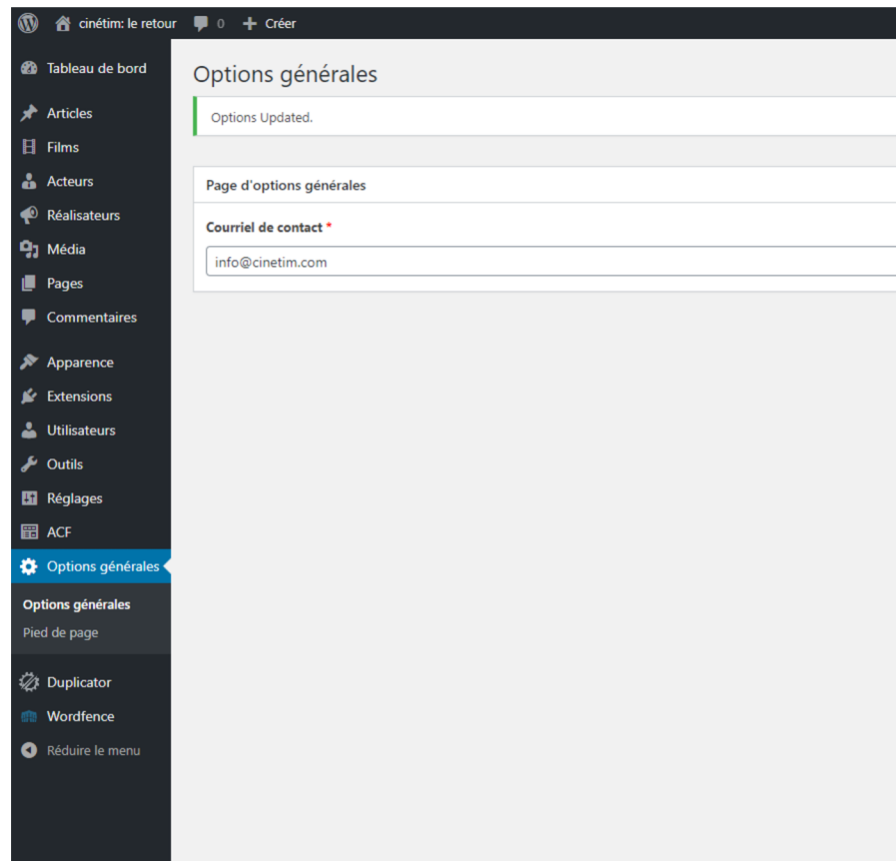 cinétim: le retour 0 + Créer
Tableau de bord
Articles
Films
Acteurs
Réalisateurs
Média
Pages
Commentaires
Apparence
Extensions
Utilisateurs
Outils
Réglages
ACF
Options générales
Options générales
Pied de page
Duplicator
Wordfence
Réduire le menu
Options générales
Options Updated.
Page d'options générales
Courriel de contact *
info@cinetim.com